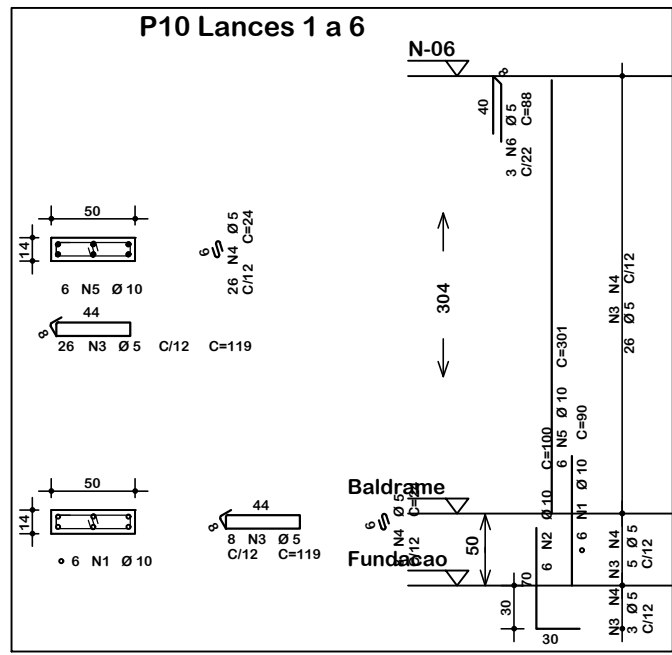 P10 Lances 1 a 6
N-06
8
40
3 N6 Ø 5 C=88
C/22
50
14
6 N5 Ø 10
44
8
26 N3 Ø 5 C/12 C=119
9
26 N4 Ø 5
C/12 C=24
304
N3 N4 C/12
26 Ø 5
6 N5 Ø 10 C=301
50
14
6 N1 Ø 10
44
8
8 N3 Ø 5
C/12 C=119
9
N4 Ø 5
C/12
Baldrame
Fundacao
50
6 N2 Ø 10 C=100
6 N1 Ø 10 C=90
N3 N4
5 Ø 5
C/12
70
30
30
N3 N4
3 Ø 5
C/12